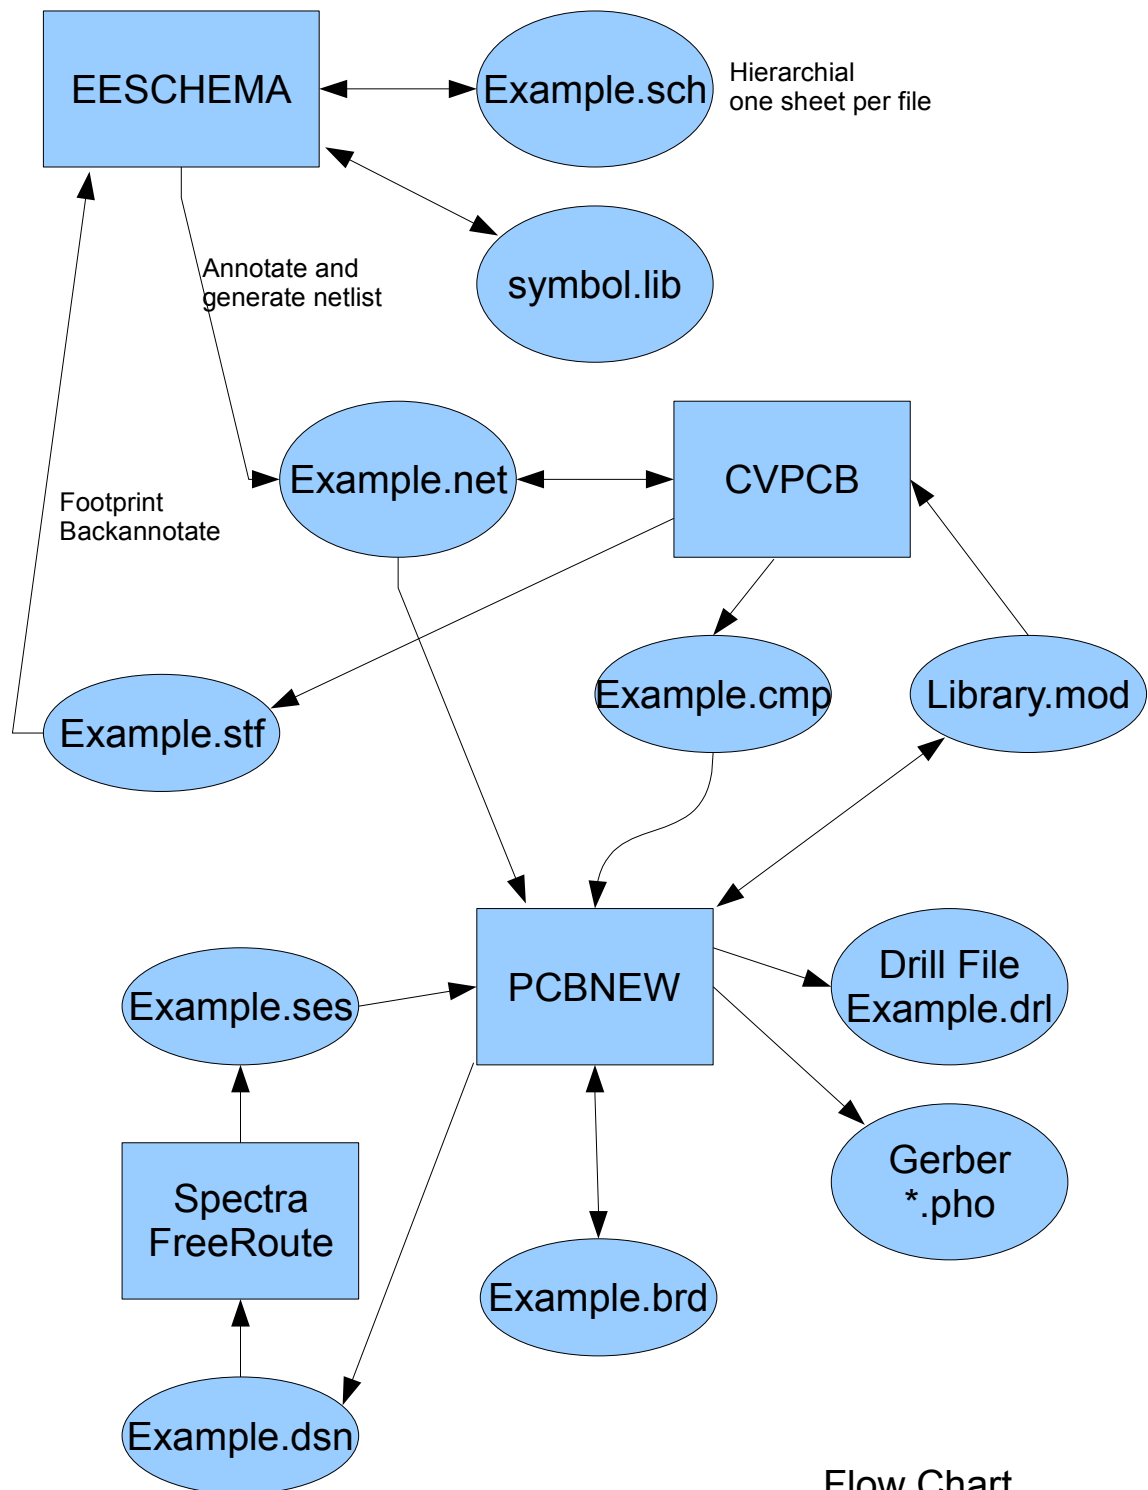 EESCHEMA
Example.sch
Hierarchial
one sheet per file
symbol.lib
Annotate and
generate netlist
Example.net
CVPCB
Footprint
Backannotate
Example.stf
Example.cmp
Library.mod
PCBNEW
Drill File
Example.drl
Example.ses
Gerber
*.pho
Spectra
FreeRoute
Example.brd
Example.dsn
Flow Chart